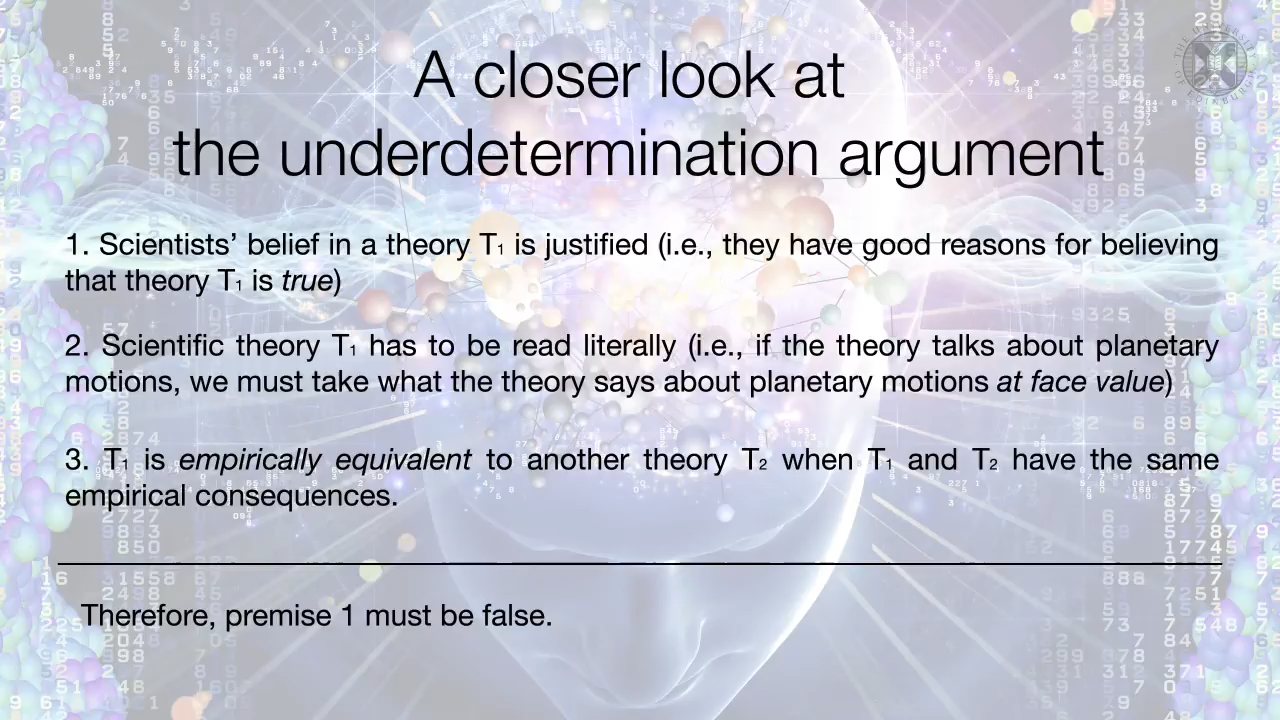 A closer look at
the underdetermination argument
1. Scientists’ belief in a theory T₁ is justified (i.e., they have good reasons for believing
that theory T₁ is true)
2. Scientific theory T₁ has to be read literally (i.e., if the theory talks about planetary
motions, we must take what the theory says about planetary motions at face value)
3. T₁ is empirically equivalent to another theory T₂ when T₁ and T₂ have the same
empirical consequences.
Therefore, premise 1 must be false.